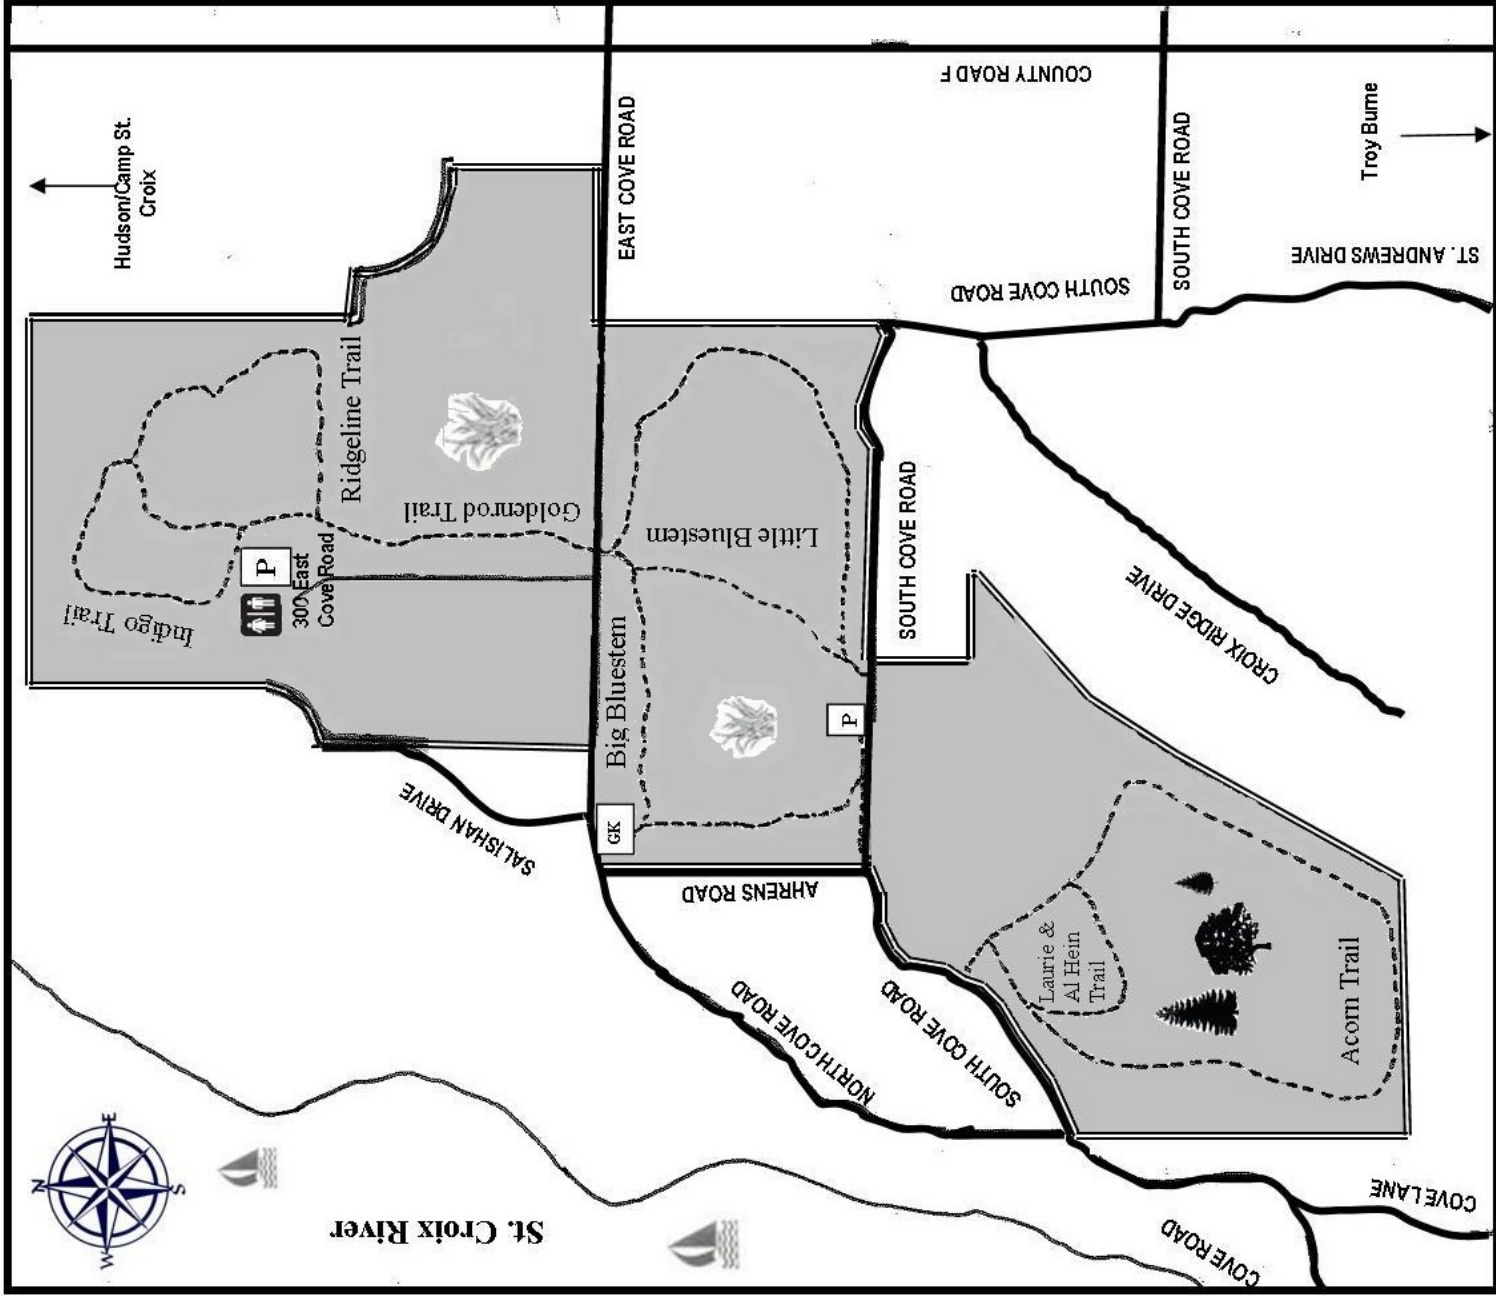 COUNTY ROAD F
Hudson/Camp St.
Croix
EAST COVE ROAD
SOUTH COVE ROAD
Troy Burne
ST. ANDREWS DRIVE
SOUTH COVE ROAD
Ridgeline Trail
Goldenrod Trail
Little Bluestem
SOUTH COVE ROAD
P
300 East
Cove Road
Indigo Trail
Big Bluestem
CROIX RIDGE DRIVE
P
SALISHAN DRIVE
GK
AHRENS ROAD
Laurie &
Al Hein
Trail
Acorn Trail
NORTH COVE ROAD
SOUTH COVE ROAD
N
E
S
W
St. Croix River
COVE LANE
COVE ROAD